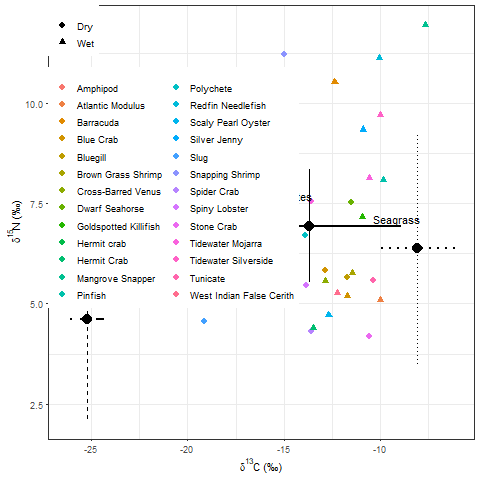 Dry
Wet
Amphipod
Atlantic Modulus
Barracuda
Blue Crab
Bluegill
Brown Grass Shrimp
Cross-Barred Venus
Dwarf Seahorse
Goldspotted Killifish
Hermit crab
Hermit Crab
Mangrove Snapper
Pinfish
Polychete
Redfin Needlefish
Scaly Pearl Oyster
Silver Jenny
Slug
Snapping Shrimp
Spider Crab
Spiny Lobster
Stone Crab
Tidewater Mojarra
Tidewater Silverside
Tunicate
West Indian False Cerith
tes
Seagrass
10.0
7.5
5.0
2.5
δ¹⁵N (‰)
-25
-20
-15
-10
δ¹³C (‰)